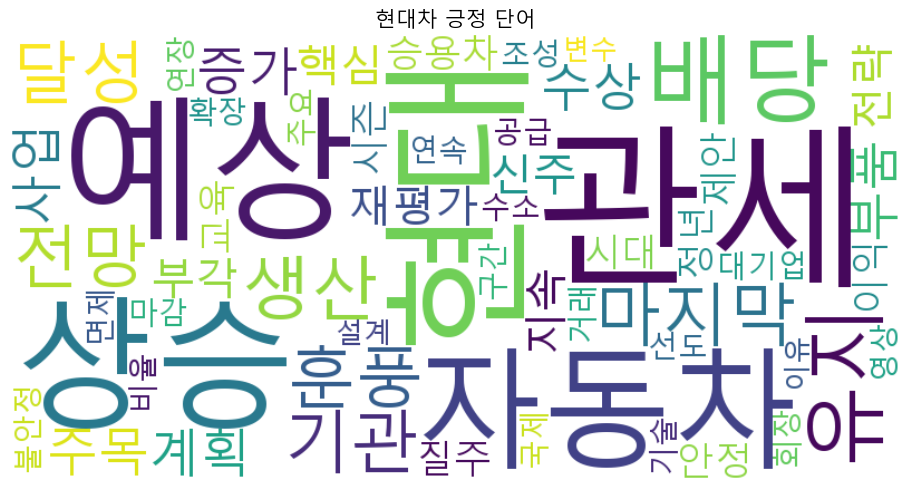 현대차 긍정 단어
달성
연장
증가
핵심
승용차
조성
변수
배당
전략
확장
주요
시즌
수상
사업
예상
현대
연속
공급
신주
관세
제안
부품
재평가
수소
교육
전망
부각
생산
구간
시대
정년
대기업
이익
면제
마감
상승
설계
지속
거래
마지막
선도
유지
영상
이유
비율
훈풍
자동차
불안정
주목
계획
기관
질주
국제
기술
안정
회장